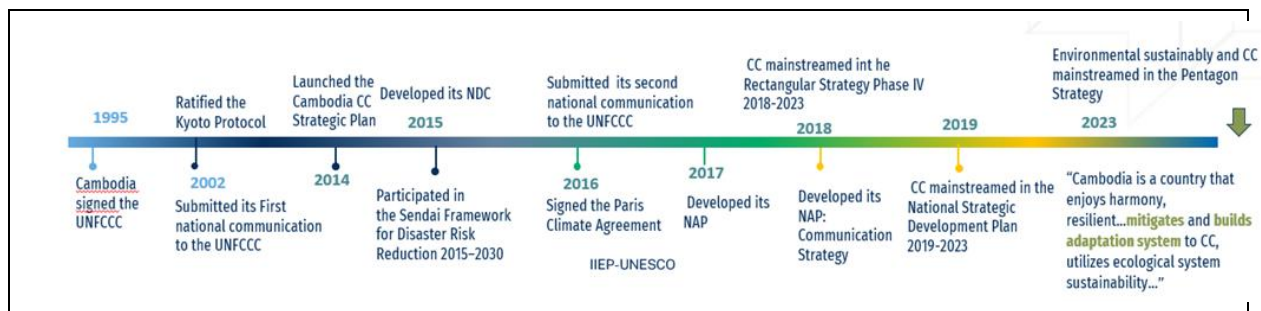 1995
Cambodia
signed the
UNFCCC
Ratified the
Kyoto Protocol
2002
Submitted its First
national communication
to the UNFCCC
Launched the
Cambodia CC
Strategic Plan
2014
Developed its NDC
2015
Participated in
the Sendai Framework
for Disaster Risk
Reduction 2015–2030
Submitted its second
national communication
to the UNFCCC
2016
Signed the Paris
Climate Agreement
IIEP-UNESCO
2017
Developed its
NAP
CC mainstreamed int he
Rectangular Strategy Phase IV
2018-2023
2018
Developed its
NAP:
Communication
Strategy
2019
CC mainstreamed in the
National Strategic
Development Plan
2019-2023
Environmental sustainably and CC
mainstreamed in the Pentagon
Strategy
2023
“Cambodia is a country that
enjoys harmony,
resilient...mitigates and builds
adaptation system to CC,
utilizes ecological system
sustainability...”